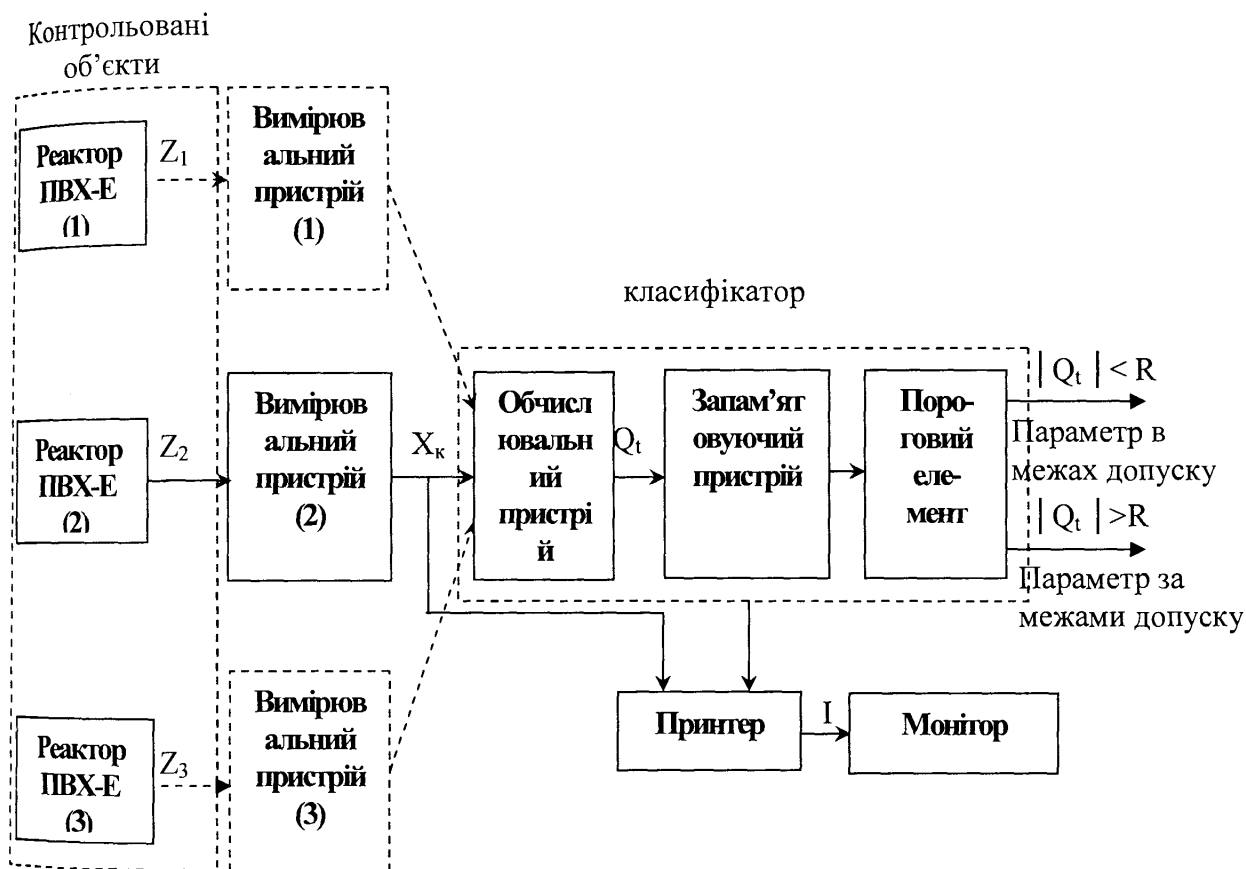 Контрольовані
об’єкти
Реактор
ПВХ-Е
(1)
Z1
Вимірюв
альний
пристрій
(1)
класифікатор
Реактор
ПВХ-Е
(2)
Z2
Вимірюв
альний
пристрій
(2)
Xк
Обчисл
ювальн
ий
пристрі
й
Qt
Запам’ят
овуючий
пристрій
Поро-
говий
еле-
мент
| Qt | < R
Параметр в
межах допуску
| Qt | >R
Параметр за
межами допуску
Реактор
ПВХ-Е
(3)
Z3
Вимірюв
альний
пристрій
(3)
Принтер
I
Монітор